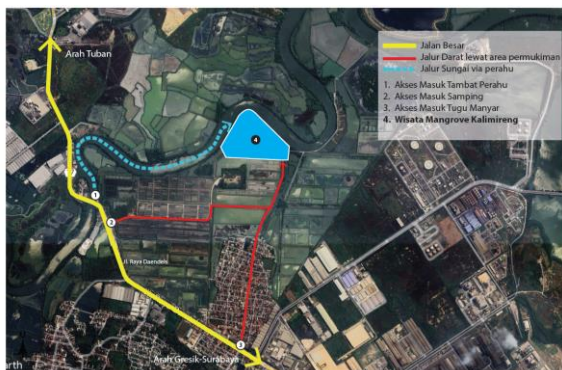 Arah Tuban
Jalan Besar
Jalur Darat lewat area permukiman
Jalur Sungai via perahu
1. Akses Masuk Tambat Perahu
2. Akses Masuk Samping
3. Akses Masuk Tugu Manyar
4. Wisata Mangrove Kalimireng
4
1
2
Jl. Raya Daendels
3
Arah Gresik-Surabaya
arth